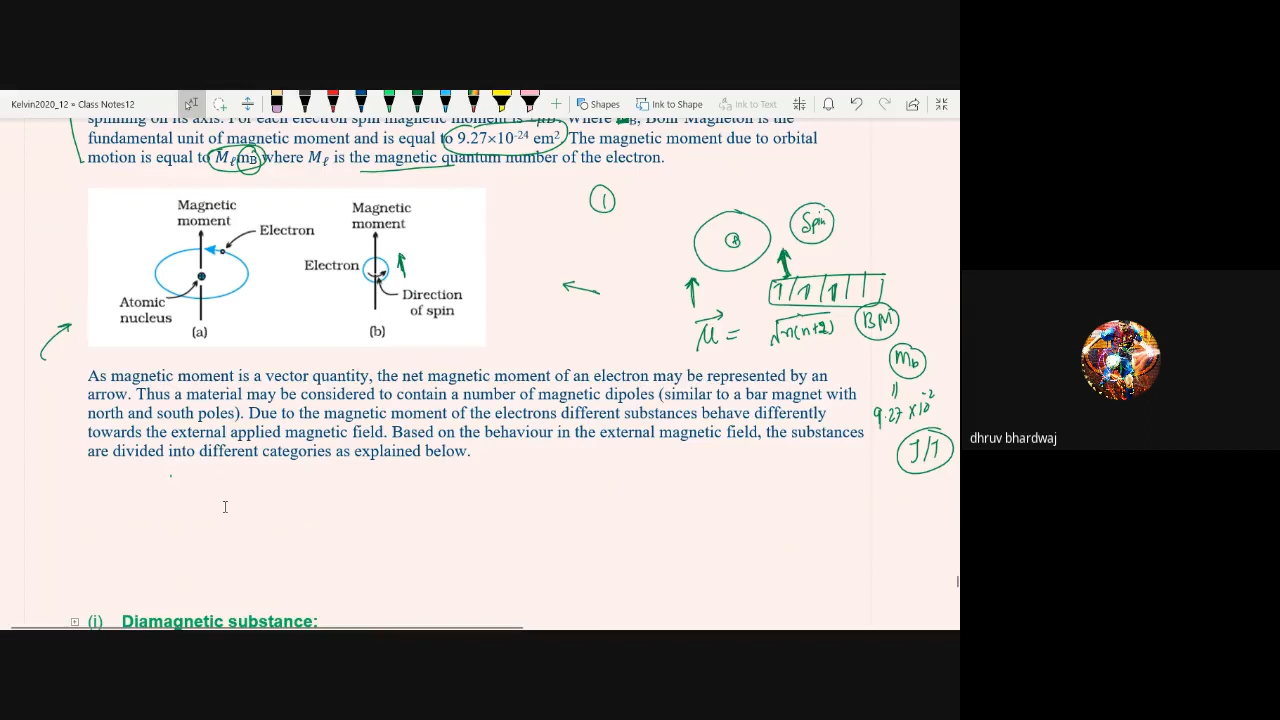 Kelvin2020_12 » Class Notes12
Shapes
Ink to Shape
Ink to Text
spinning on its axis. For each electron spin magnetic moment is
, Bohr Magneton is the
fundamental unit of magnetic moment and is equal to 9.27×10⁻²⁴ em² The magnetic moment due to orbital
motion is equal to MℓmB where Mℓ is the magnetic quantum number of the electron.
Magnetic
moment
Electron
Atomic
nucleus
(a)
Magnetic
moment
Electron
Direction
of spin
(b)
1
Spin
μ = √n(n+2) BM
mb
=
9.27 × 10⁻²
J/T
As magnetic moment is a vector quantity, the net magnetic moment of an electron may be represented by an
arrow. Thus a material may be considered to contain a number of magnetic dipoles (similar to a bar magnet with
north and south poles). Due to the magnetic moment of the electrons different substances behave differently
towards the external applied magnetic field. Based on the behaviour in the external magnetic field, the substances
are divided into different categories as explained below.
(i) Diamagnetic substance:
dhruv bhardwaj